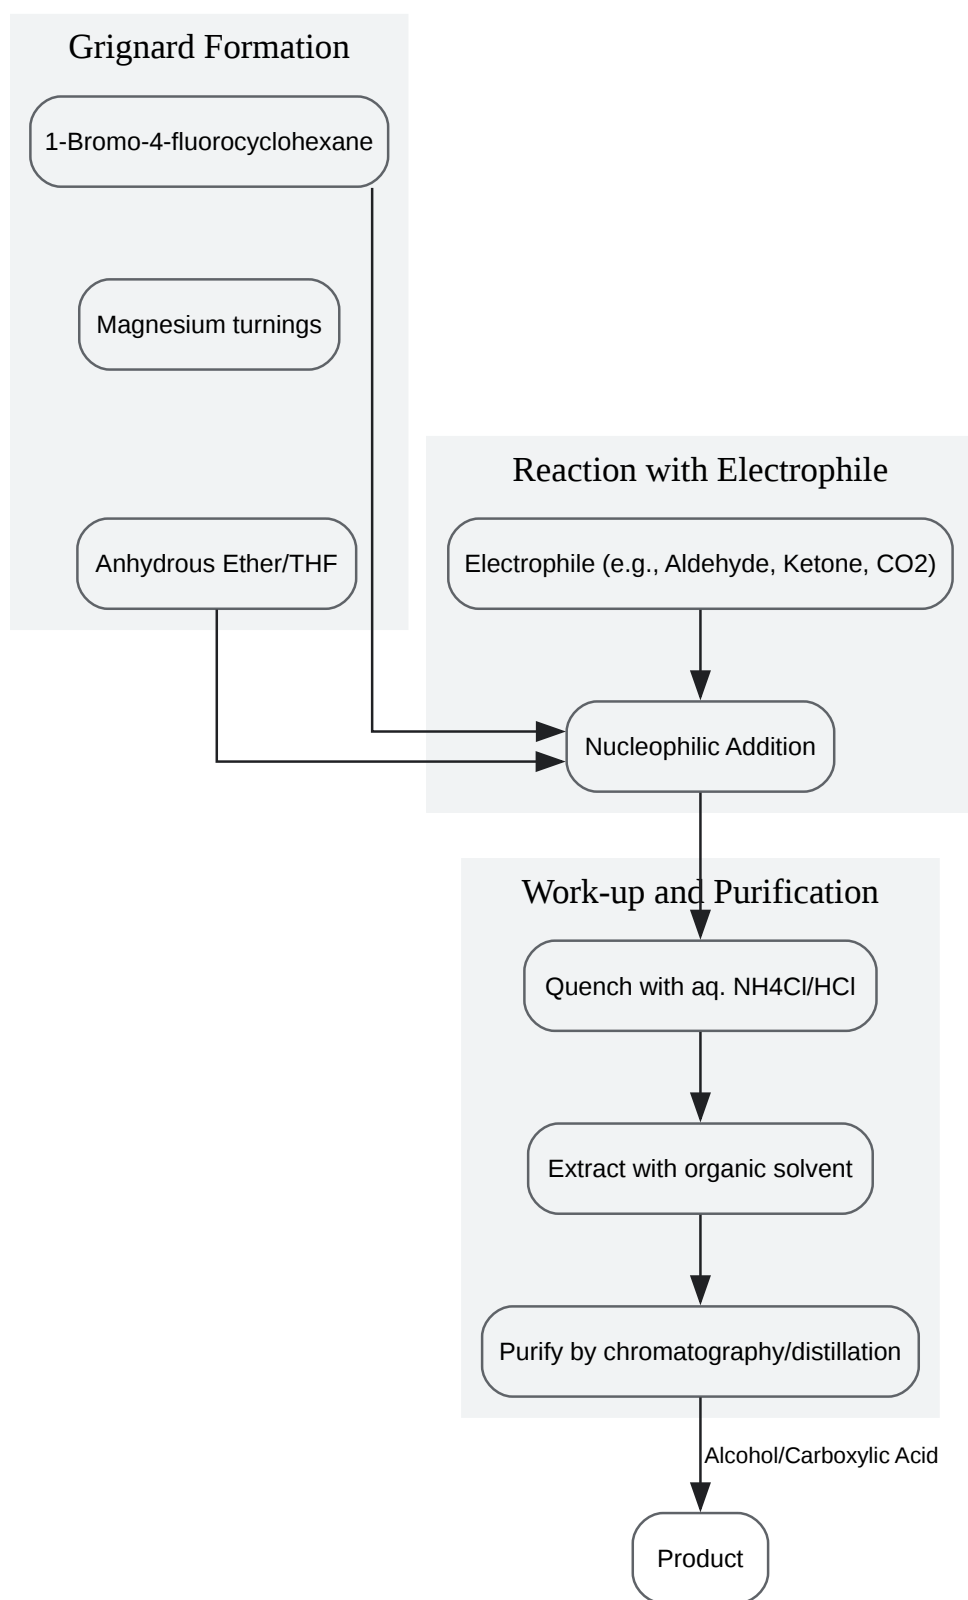 Grignard Formation
1-Bromo-4-fluorocyclohexane
Magnesium turnings
Anhydrous Ether/THF
Reaction with Electrophile
Electrophile (e.g., Aldehyde, Ketone, CO2)
Nucleophilic Addition
Work-up and Purification
Quench with aq. NH4Cl/HCl
Extract with organic solvent
Purify by chromatography/distillation
Alcohol/Carboxylic Acid
Product